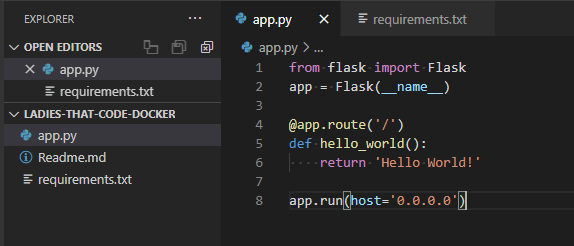 EXPLORER
OPEN EDITORS
app.py
requirements.txt
LADIES-THAT-CODE-DOCKER
app.py
Readme.md
requirements.txt
app.py
requirements.txt
app.py > ...
1 from flask import Flask
2 app = Flask(__name__)
3
4 @app.route('/')
5 def hello_world():
6     return 'Hello World!'
7
8 app.run(host='0.0.0.0')